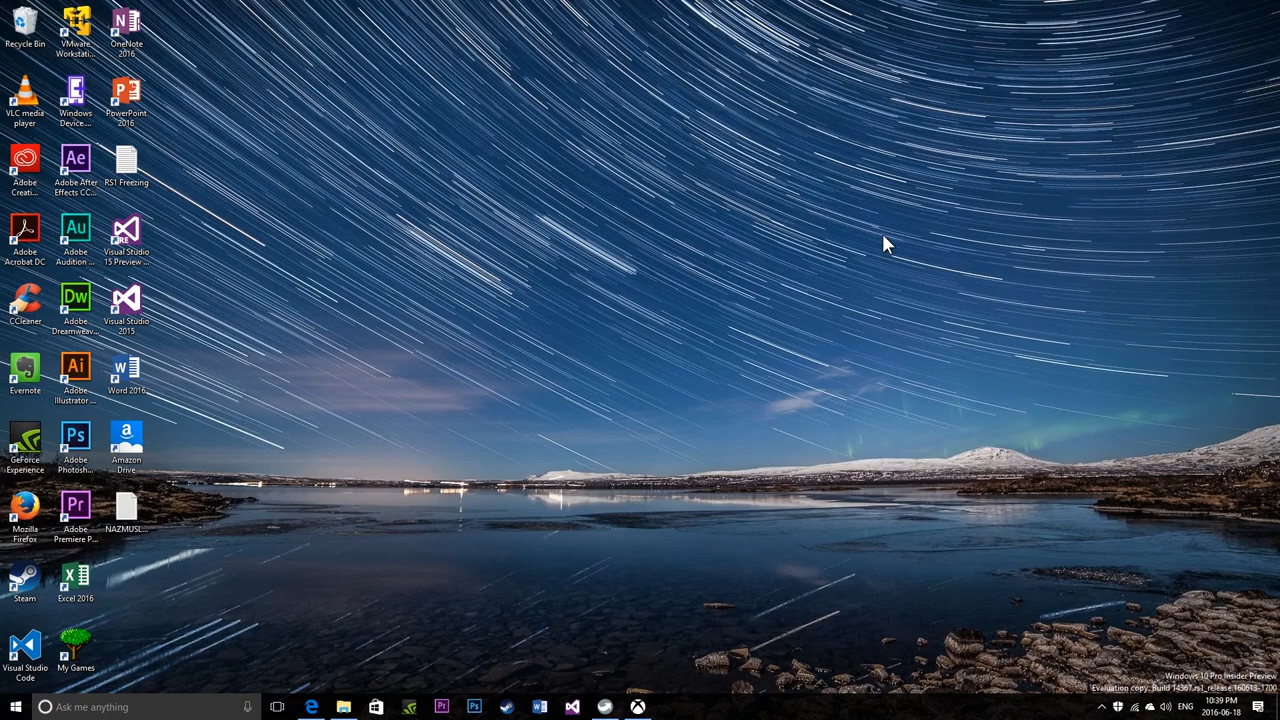 Recycle Bin
VMware
Workstati...
OneNote
2016
VLC media
player
Windows
Device....
PowerPoint
2016
Adobe
Creati...
Adobe After
Effects CC...
RS1 Freezing
Adobe
Acrobat DC
Adobe
Audition ...
Visual Studio
15 Preview ...
CCleaner
Adobe
Dreamweav...
Visual Studio
2015
Evernote
Adobe
Illustrator ...
Word 2016
GeForce
Experience
Adobe
Photosh...
Amazon
Drive
Mozilla
Firefox
Adobe
Premiere P...
NAZMUSL...
Steam
Excel 2016
Visual Studio
Code
My Games
Windows 10 Pro Insider Preview
Evaluation copy. Build 14367.rs1_release.160613-1700
Ask me anything
ENG
10:39 PM
2016-06-18